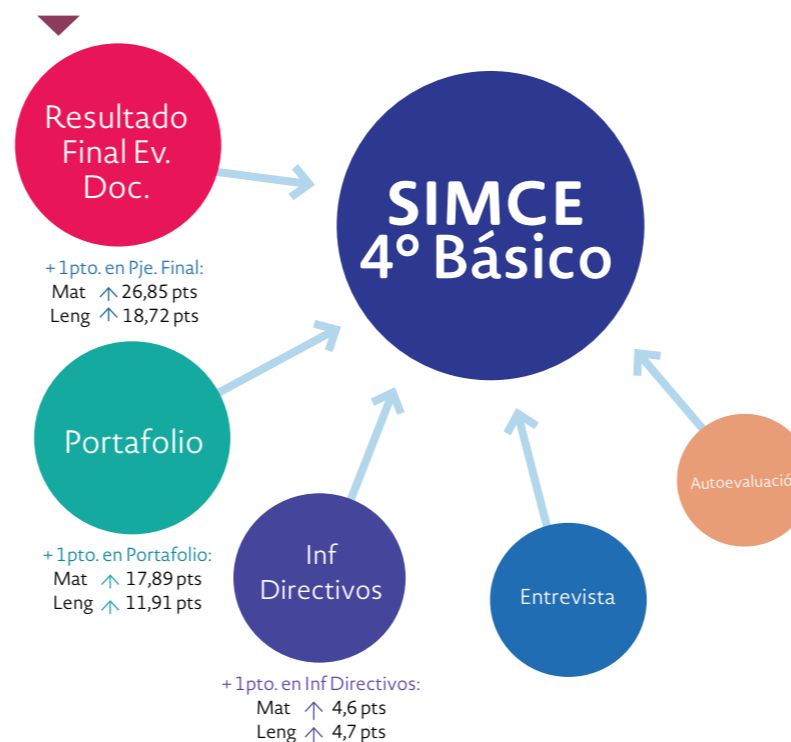 Resultado
Final Ev.
Doc.
SIMCE
4º Básico
+ 1pto. en Pje. Final:
Mat ↑ 26,85 pts
Leng ↑ 18,72 pts
Portafolio
+ 1pto. en Portafolio:
Mat ↑ 17,89 pts
Leng ↑ 11,91 pts
Inf
Directivos
+ 1pto. en Inf Directivos:
Mat ↑ 4,6 pts
Leng ↑ 4,7 pts
Entrevista
Autoevaluació